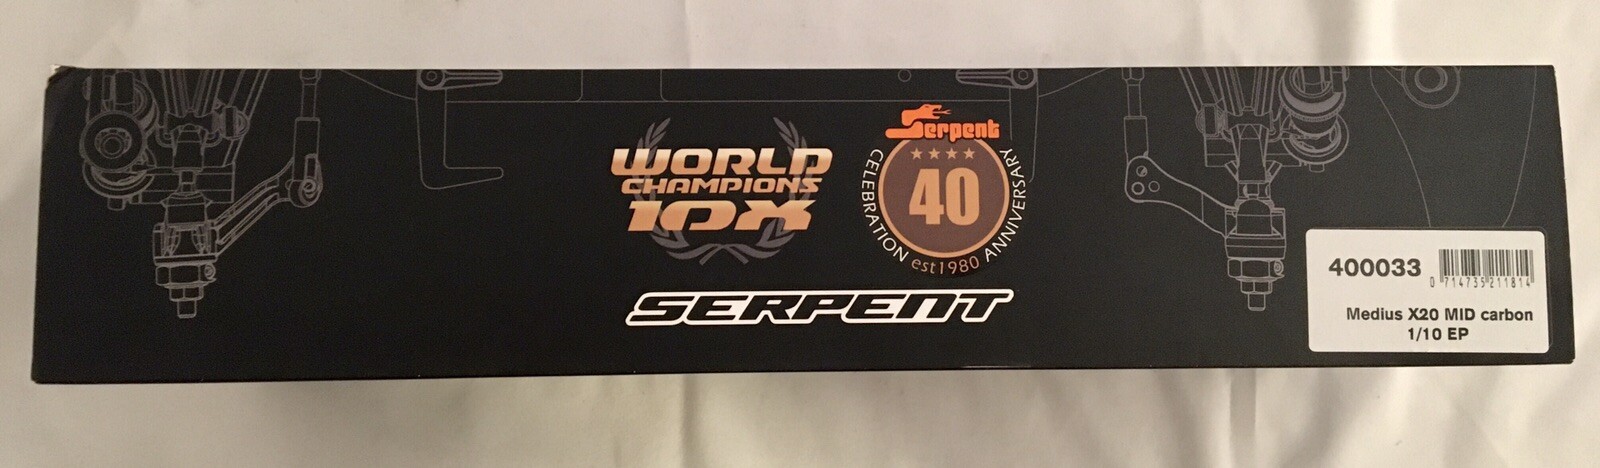 WORLD
CHAMPIONS
10X
Serpent
40
CELEBRATION est1980 ANNIVERSARY
SERPENT
400033
0 714735 211814
Medius X20 MID carbon
1/10 EP